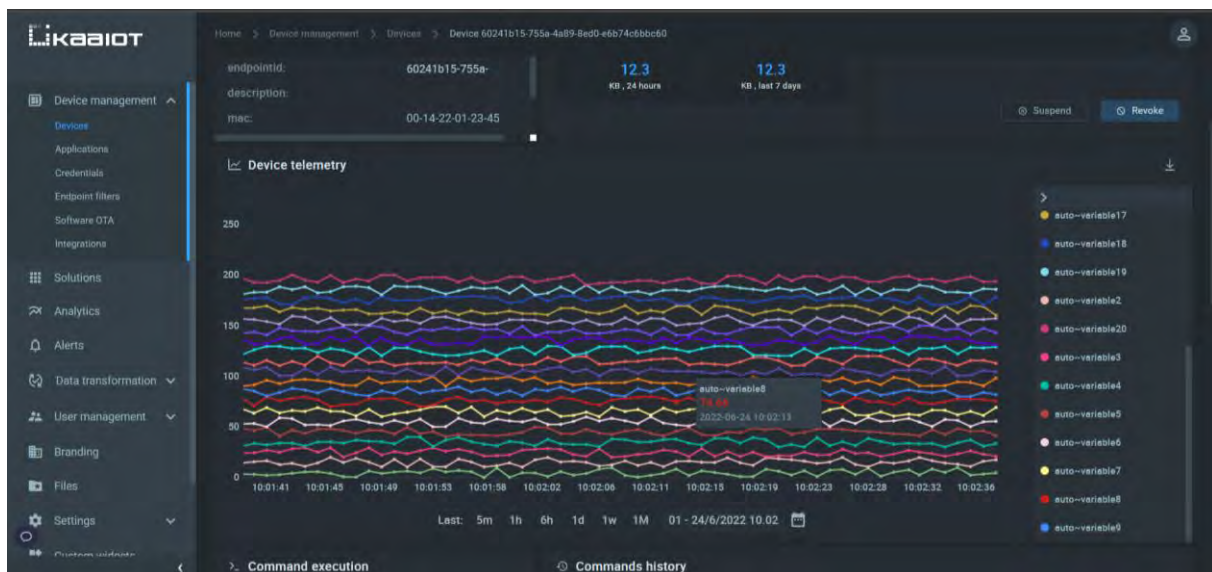 KaaIoT
Home > Device management > Devices > Device 60241b15-755a-4a89-8ed0-e6b74c6bbc60
endpointId: 60241b15-755a-
description:
mac: 00-14-22-01-23-45
12.3
KB , 24 hours
12.3
KB , last 7 days
Suspend
Revoke
Device management
Devices
Applications
Credentials
Endpoint filters
Software OTA
Integrations
Solutions
Analytics
Alerts
Data transformation
User management
Branding
Files
Settings
Custom widgets
Device telemetry
250
200
150
100
50
0
10:01:41 10:01:45 10:01:49 10:01:53 10:01:58 10:02:02 10:02:06 10:02:11 10:02:15 10:02:19 10:02:23 10:02:28 10:02:32 10:02:36
auto~variable8
2022-06-24 10:02:13
auto~variable17
auto~variable18
auto~variable19
auto~variable2
auto~variable20
auto~variable3
auto~variable4
auto~variable5
auto~variable6
auto~variable7
auto~variable8
auto~variable9
Last: 5m 1h 6h 1d 1w 1M 01 - 24/6/2022 10.02
Command execution
Commands history